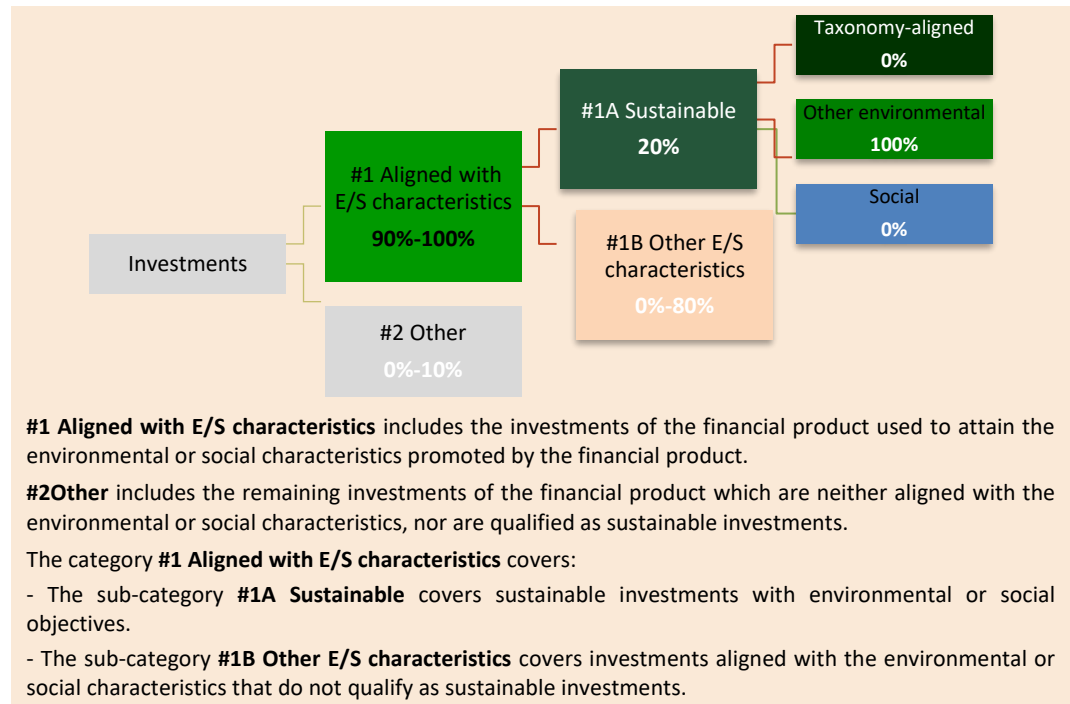 Taxonomy-aligned
0%
#1A Sustainable
20%
Other environmental
100%
#1 Aligned with
E/S characteristics
90%-100%
Social
0%
#1B Other E/S
characteristics
0%-80%
Investments
#2 Other
0%-10%
#1 Aligned with E/S characteristics includes the investments of the financial product used to attain the
environmental or social characteristics promoted by the financial product.
#2Other includes the remaining investments of the financial product which are neither aligned with the
environmental or social characteristics, nor are qualified as sustainable investments.
The category #1 Aligned with E/S characteristics covers:
- The sub-category #1A Sustainable covers sustainable investments with environmental or social
objectives.
- The sub-category #1B Other E/S characteristics covers investments aligned with the environmental or
social characteristics that do not qualify as sustainable investments.